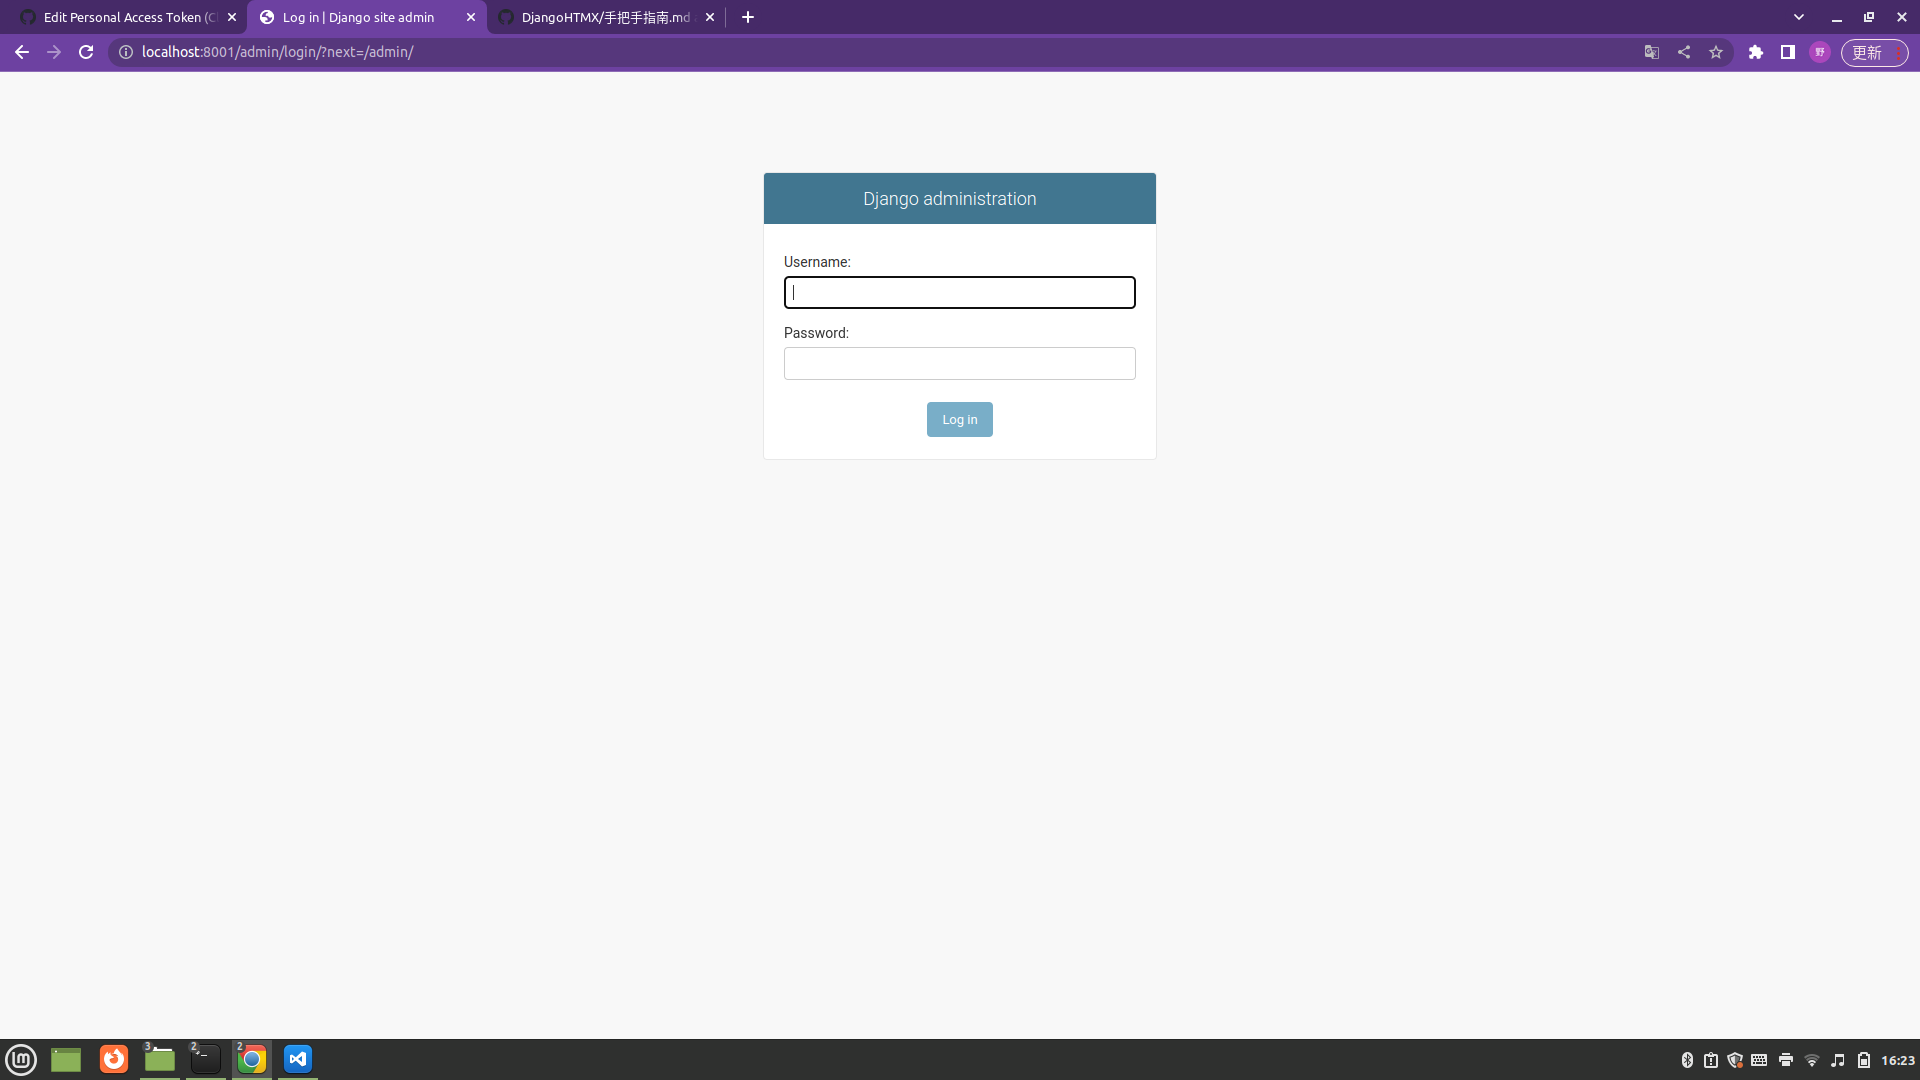 Edit Personal Access Token (C
Log in | Django site admin
DjangoHTMX/手把手指南.md
localhost:8001/admin/login/?next=/admin/
野
更新
Django administration
Username:
Password:
Log in
3
2
2
16:23